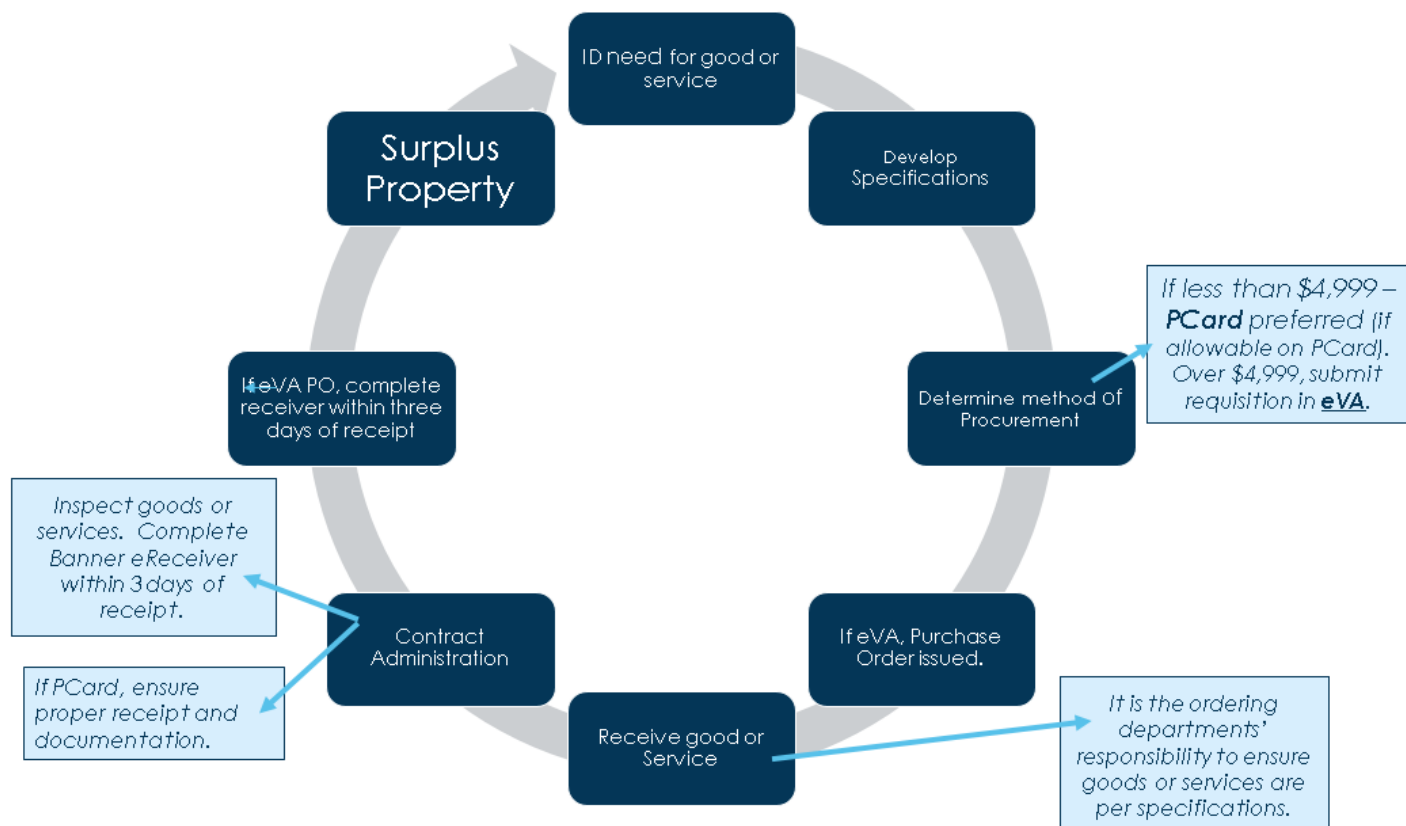 ID need for good or
service
Develop
Specifications
If less than $4,999 –
PCard preferred (if
allowable on PCard).
Over $4,999, submit
requisition in eVA.
Determine method of
Procurement
If eVA, Purchase
Order issued.
It is the ordering
departments’
responsibility to ensure
goods or services are
per specifications.
Receive good or
Service
Contract
Administration
Inspect goods or
services. Complete
Banner eReceiver
within 3 days of
receipt.
If PCard, ensure
proper receipt and
documentation.
If eVA PO, complete
receiver within three
days of receipt
Surplus
Property